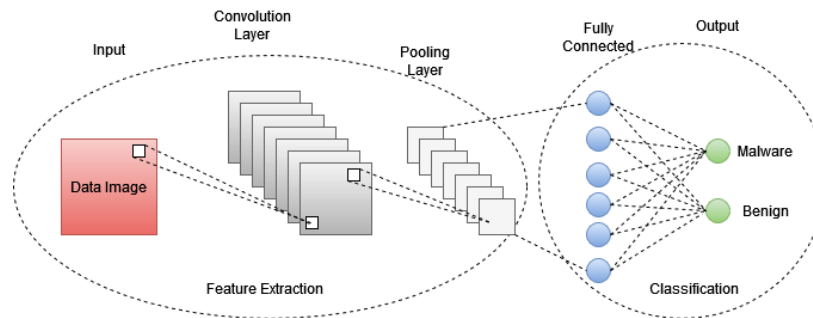 Input
Convolution
Layer
Pooling
Layer
Fully
Connected
Output
Data Image
Malware
Benign
Feature Extraction
Classification